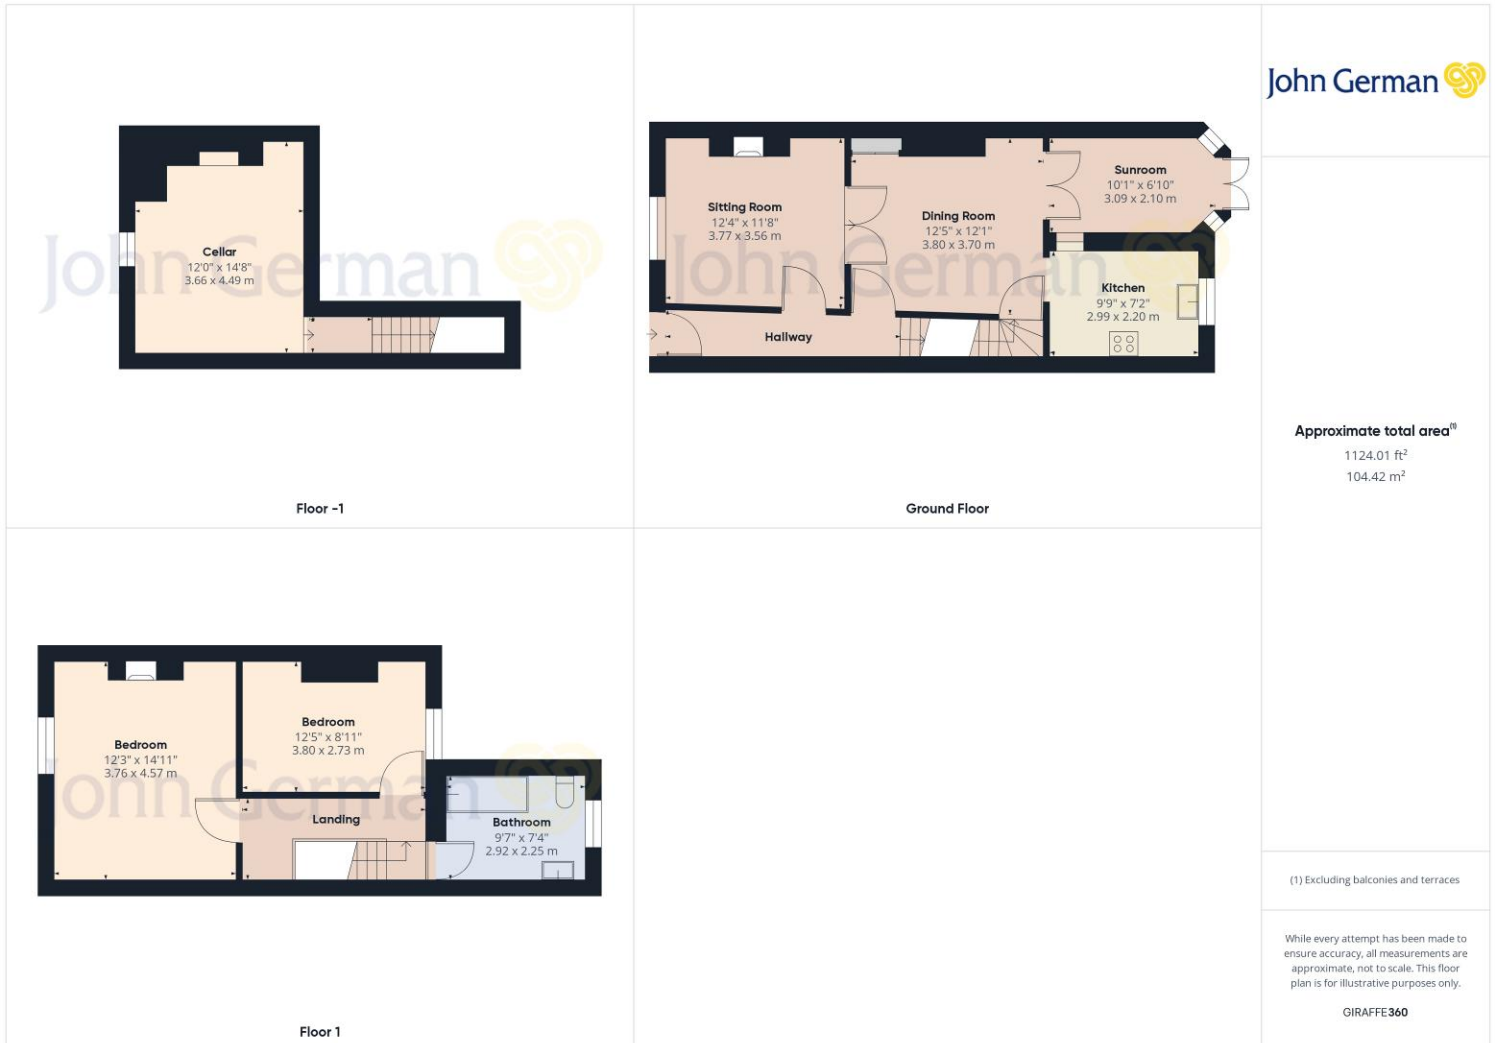 John German
Cellar
12'0" x 14'8"
3.66 x 4.49 m
John German
Floor -1
Sitting Room
12'4" x 11'8"
3.77 x 3.56 m
Dining Room
12'5" x 12'1"
3.80 x 3.70 m
Sunroom
10'1" x 6'10"
3.09 x 2.10 m
Kitchen
9'9" x 7'2"
2.99 x 2.20 m
Hallway
John German
Ground Floor
Bedroom
12'3" x 14'11"
3.76 x 4.57 m
Bedroom
12'5" x 8'11"
3.80 x 2.73 m
Landing
Bathroom
9'7" x 7'4"
2.92 x 2.25 m
John German
Floor 1
Approximate total area(1)
1124.01 ft²
104.42 m²
(1) Excluding balconies and terraces
While every attempt has been made to
ensure accuracy, all measurements are
approximate, not to scale. This floor
plan is for illustrative purposes only.
GIRAFFE360